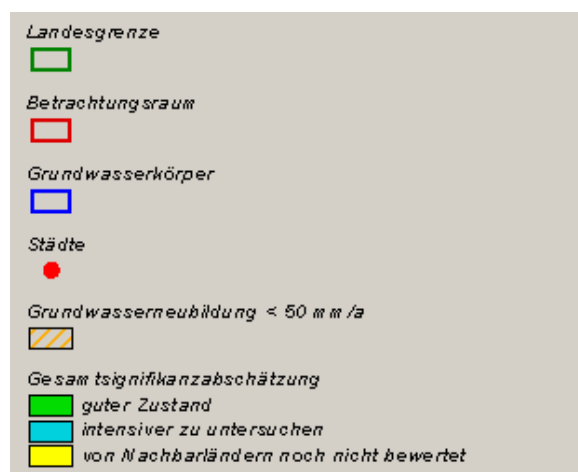 Landesgrenze
Betrachtungsraum
Grundwasserkörper
Städte
Grundwasserneubildung < 50 mm/a
Gesamtsignifikanzabschätzung
guter Zustand
intensiver zu untersuchen
von Nachbarländern noch nicht bewertet